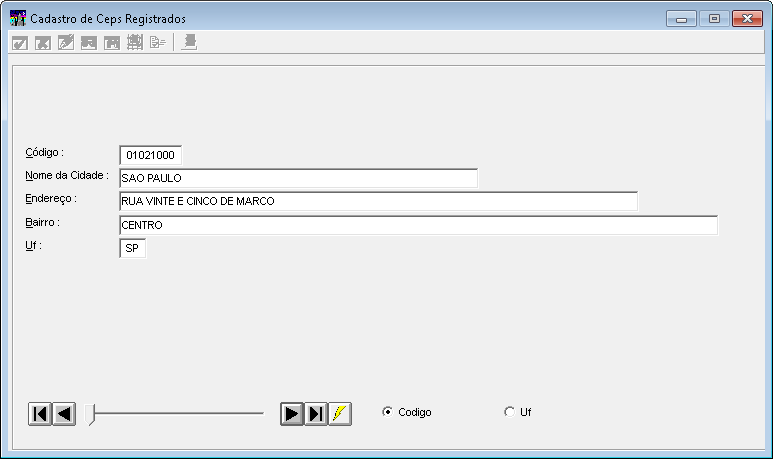 Cadastro de Ceps Registrados
Código : 01021000
Nome da Cidade : SAO PAULO
Endereço : RUA VINTE E CINCO DE MARCO
Bairro : CENTRO
Uf : SP
Codigo Uf